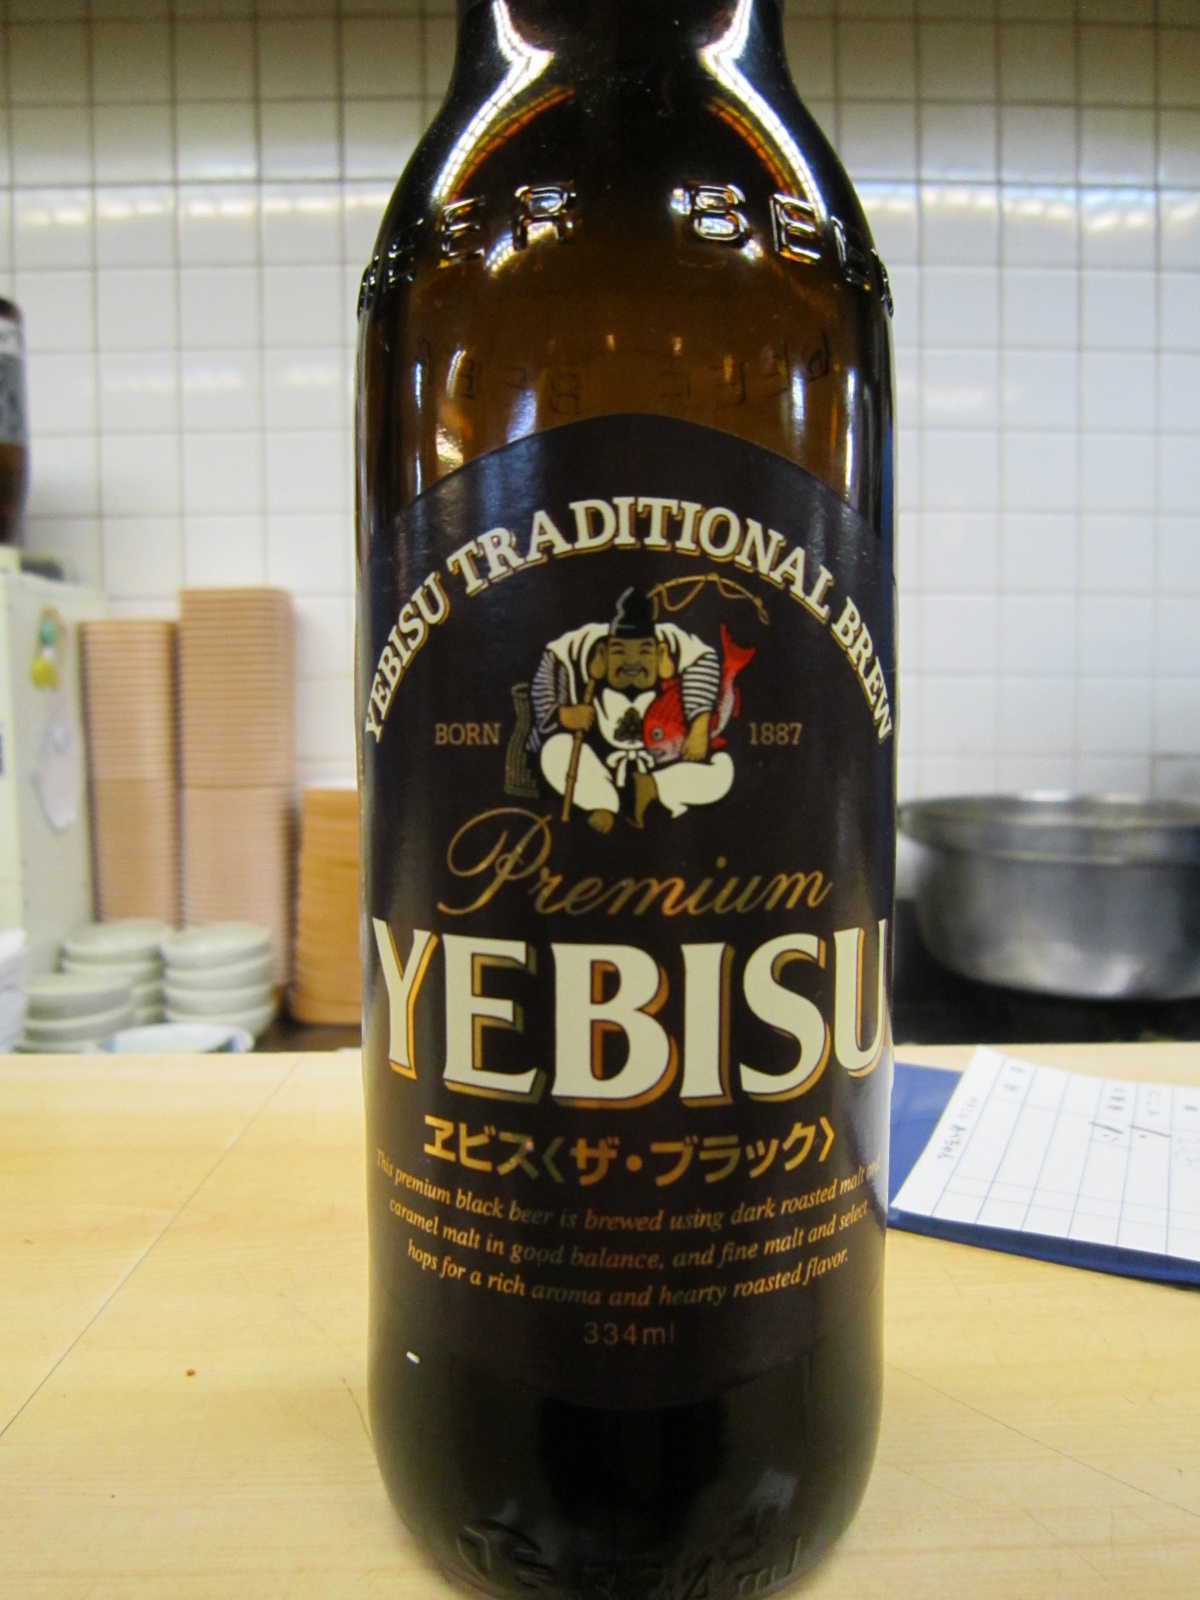 BEER BEER
YEBISU TRADITIONAL BREW
BORN 1887
Premium
YEBISU
ヱビス〈ザ・ブラック〉
This premium black beer is brewed using dark roasted malt and
caramel malt in good balance, and fine malt and select
hops for a rich aroma and hearty roasted flavor.
334ml